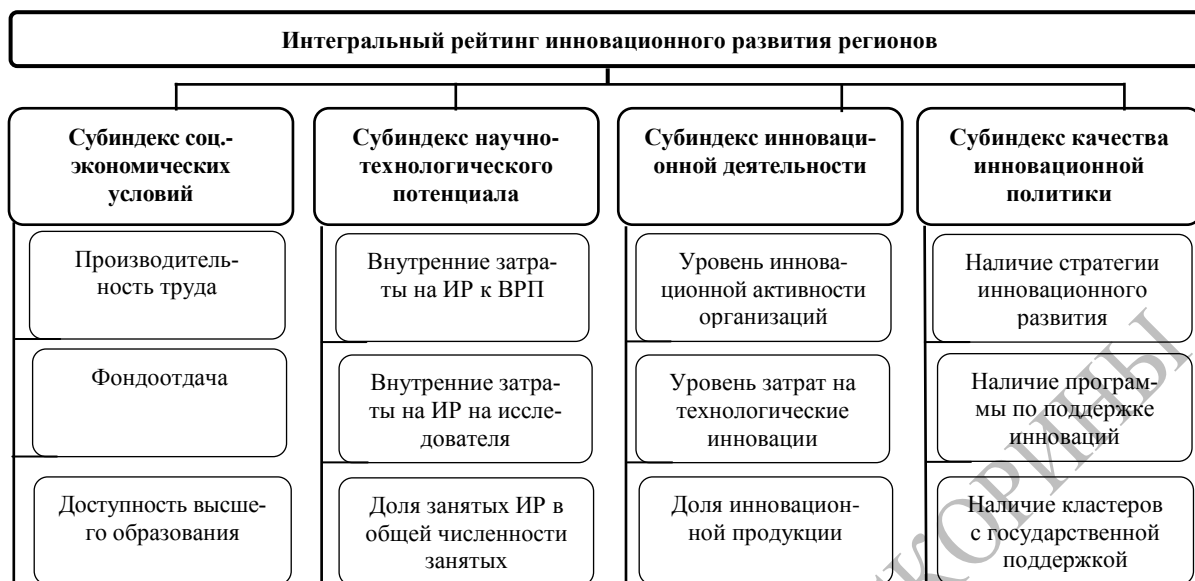 Интегральный рейтинг инновационного развития регионов
Субиндекс соц.-
экономических
условий
Производитель-
ность труда
Фондоотдача
Доступность высше-
го образования
Субиндекс научно-
технологического
потенциала
Внутренние затра-
ты на ИР к ВРП
Внутренние затра-
ты на ИР на иссле-
дователя
Доля занятых ИР в
общей численности
занятых
Субиндекс инноваци-
онной деятельности
Уровень иннова-
ционной активности
организаций
Уровень затрат на
технологические
инновации
Доля инновацион-
ной продукции
Субиндекс качества
инновационной
политики
Наличие стратегии
инновационного
развития
Наличие програм-
мы по поддержке
инноваций
Наличие кластеров
с государственной
поддержкой
СКОРИНЫ